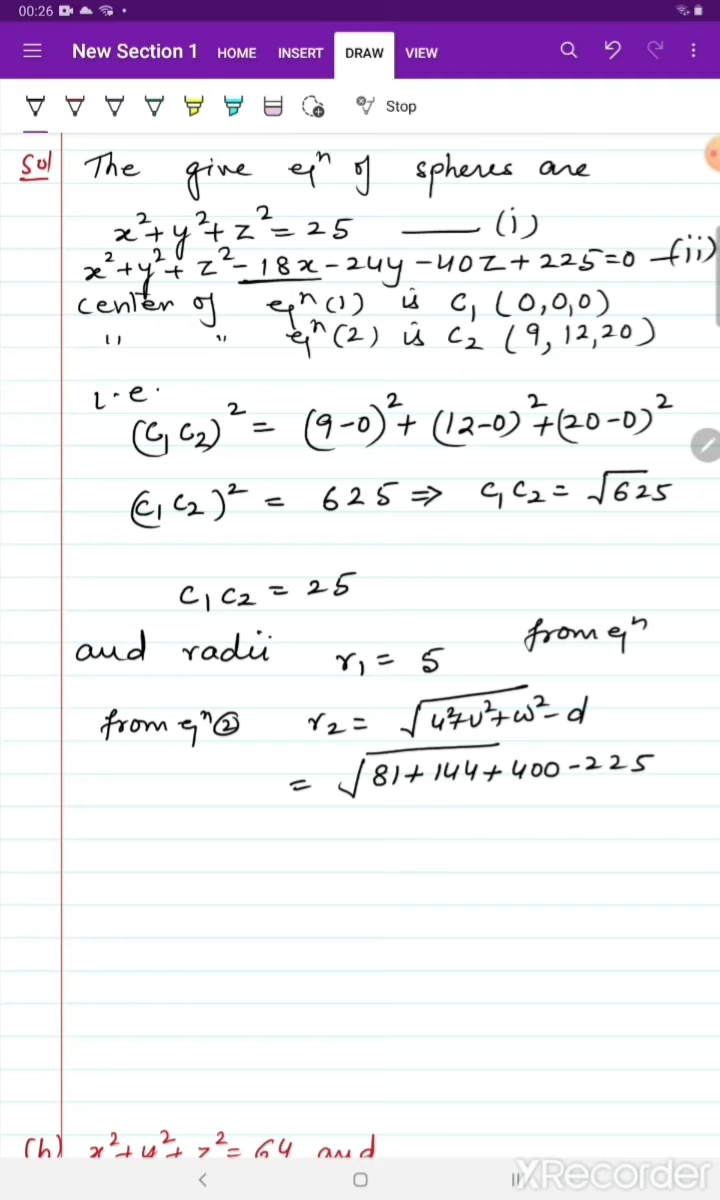 00:26
New Section 1 HOME INSERT DRAW VIEW
Stop
Sol The give eqⁿ of spheres are
x²+y²+z²=25 —— (i)
x²+y²+z²-18x-24y-40z+225=0 —(ii)
center of eqⁿ(1) is C₁ (0,0,0)
" " eqⁿ(2) is C₂ (9,12,20)
i.e.
(C₁C₂)² = (9-0)²+(12-0)²+(20-0)²
(C₁C₂)² = 625 ⇒ C₁C₂ = √625
C₁C₂ = 25
and radii r₁ = 5 from eqⁿ
from eqⁿ② r₂ = √u²+v²+w²-d
= √81+144+400-225
(b) x²+y²+z²=64 and
XRecorder